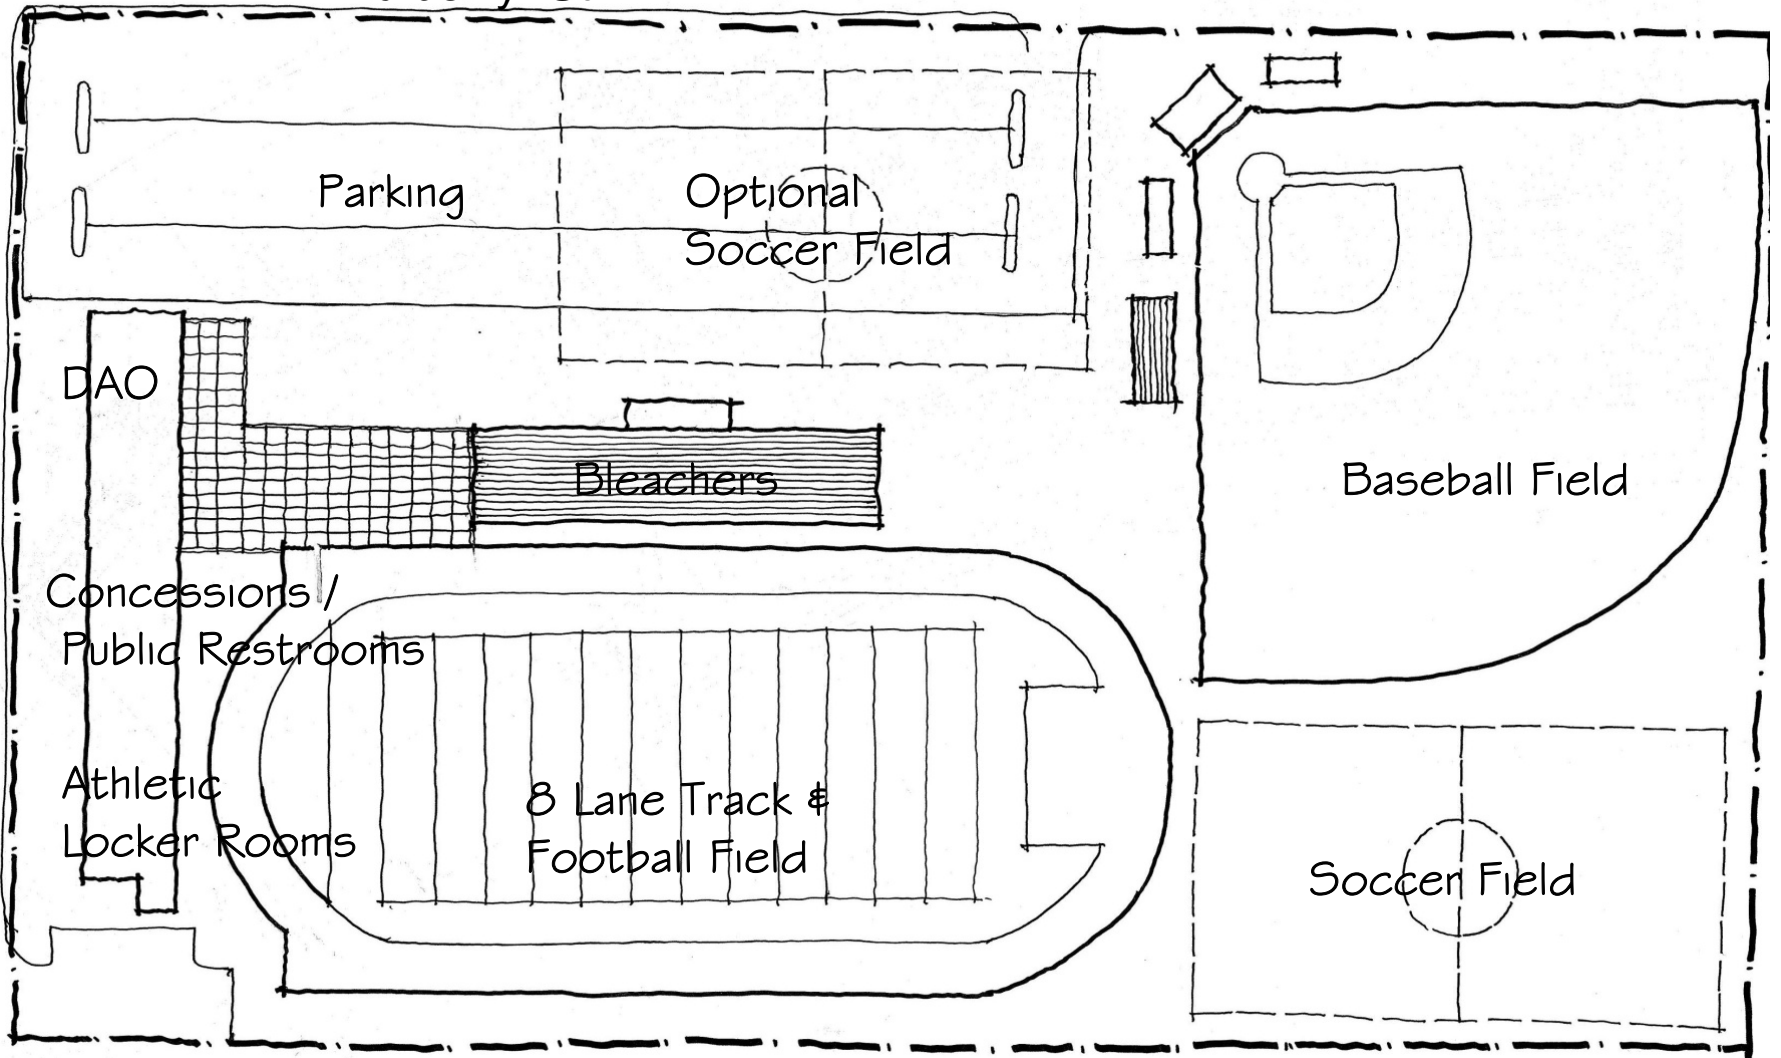 Parking
Optional
Soccer Field
DAO
Bleachers
Baseball Field
Concessions /
Public Restrooms
Athletic
Locker Rooms
8 Lane Track &
Football Field
Soccer Field